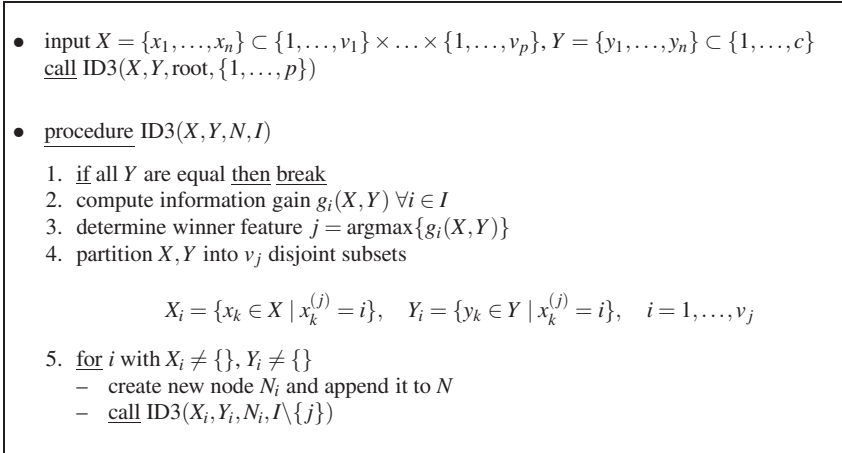 • input X = {x₁,…,xₙ} ⊂ {1,…,v₁} × … × {1,…,vₚ}, Y = {y₁,…,yₙ} ⊂ {1,…,c}
call ID3(X,Y,root,{1,…,p})
• procedure ID3(X,Y,N,I)
1. if all Y are equal then break
2. compute information gain gᵢ(X,Y) ∀i ∈ I
3. determine winner feature j = argmax{gᵢ(X,Y)}
4. partition X,Y into vⱼ disjoint subsets
Xᵢ = {xₖ ∈ X | xₖ⁽ʲ⁾ = i}, Yᵢ = {yₖ ∈ Y | xₖ⁽ʲ⁾ = i}, i = 1,…,vⱼ
5. for i with Xᵢ ≠ {}, Yᵢ ≠ {}
– create new node Nᵢ and append it to N
– call ID3(Xᵢ,Yᵢ,Nᵢ,I\{j})